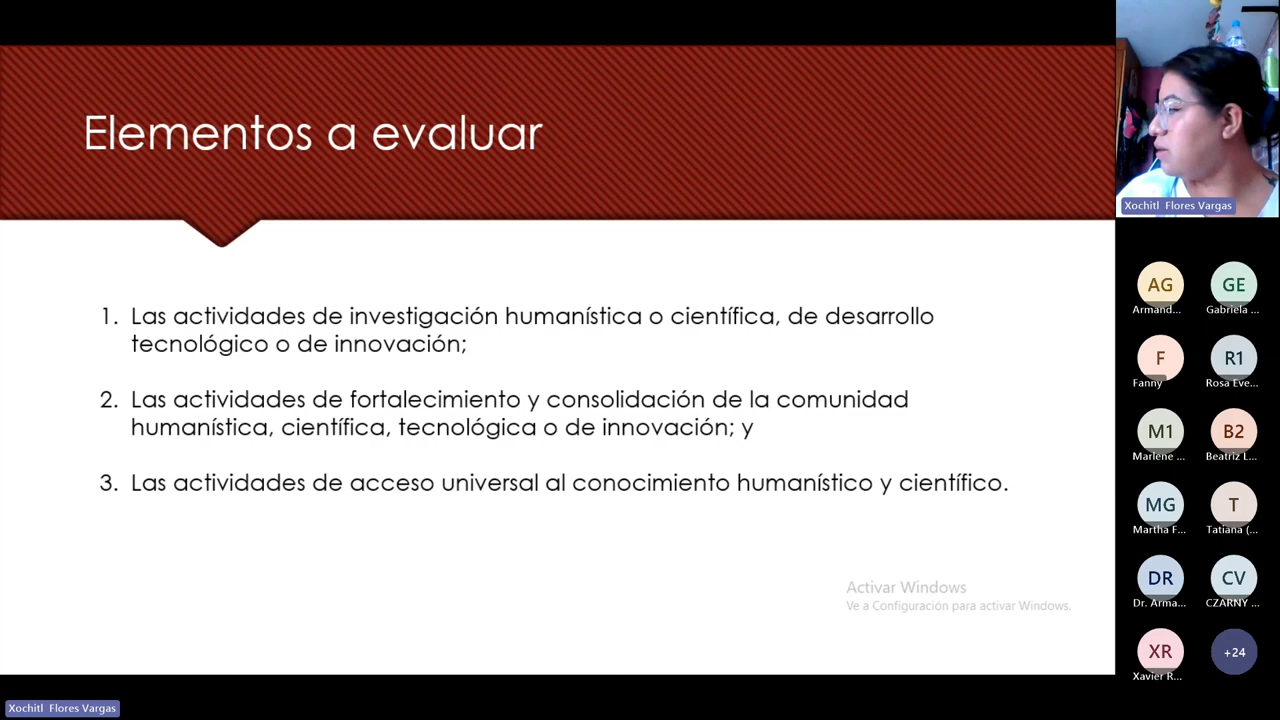 Elementos a evaluar
1. Las actividades de investigación humanística o científica, de desarrollo
tecnológico o de innovación;
2. Las actividades de fortalecimiento y consolidación de la comunidad
humanística, científica, tecnológica o de innovación; y
3. Las actividades de acceso universal al conocimiento humanístico y científico.
Activar Windows
Ve a Configuración para activar Windows.
Xochitl Flores Vargas
AG
GE
Armand...
Gabriela ...
F
R1
Fanny
Rosa Eve...
M1
B2
Marlene ...
Beatriz L...
MG
T
Martha F...
Tatiana (...
DR
CV
Dr. Arma...
CZARNY ...
XR
+24
Xavier R...
Xochitl Flores Vargas